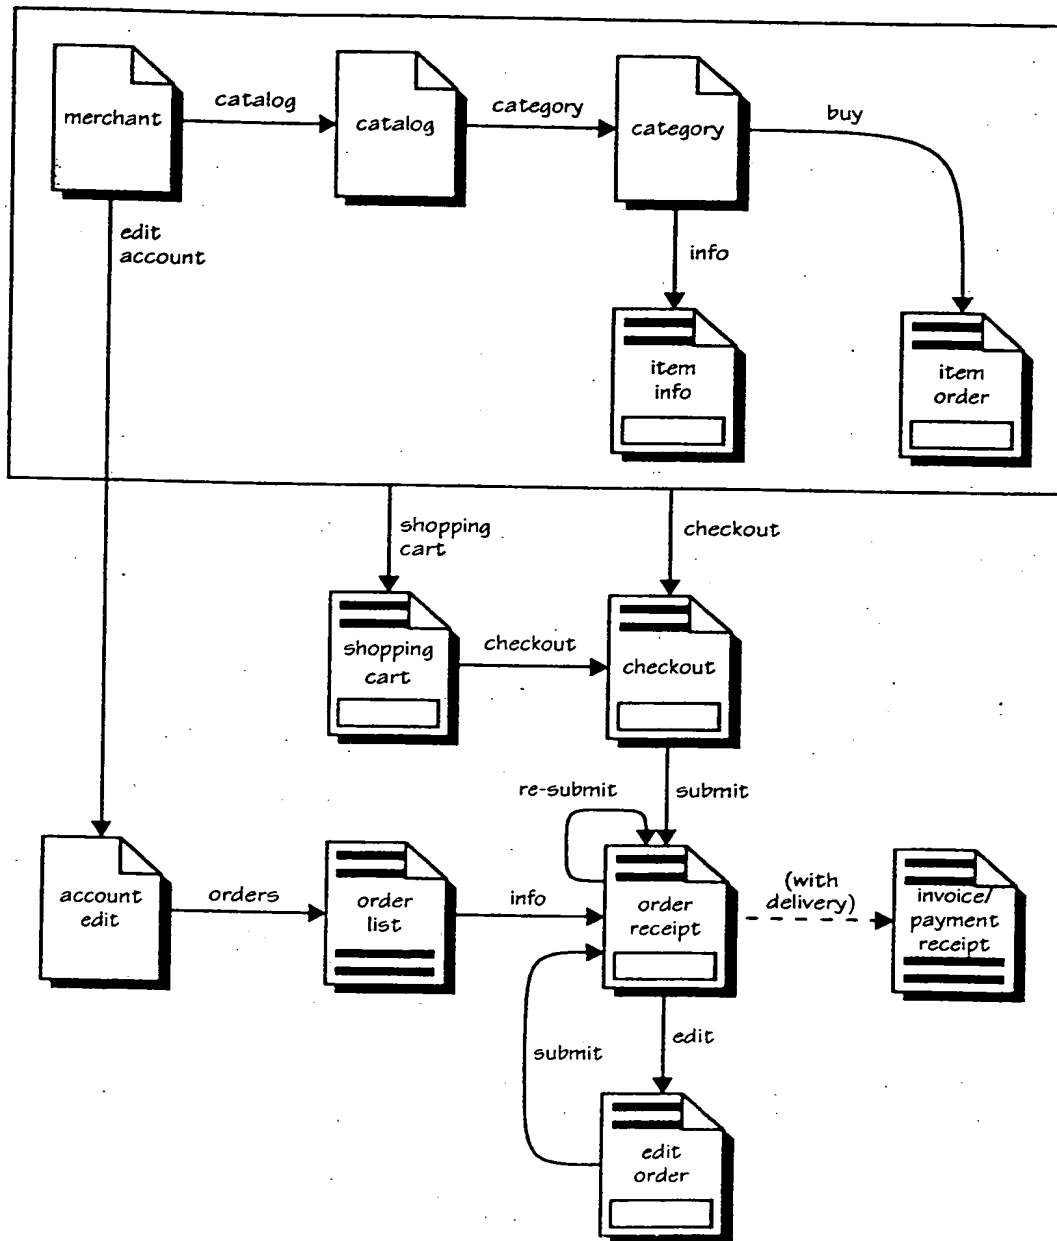 merchant
catalog
catalog
category
category
buy
edit
account
info
item
info
item
order
shopping
cart
checkout
shopping
cart
checkout
checkout
re-submit
submit
account
edit
orders
order
list
info
order
receipt
(with
delivery)
invoice/
payment
receipt
submit
edit
edit
order